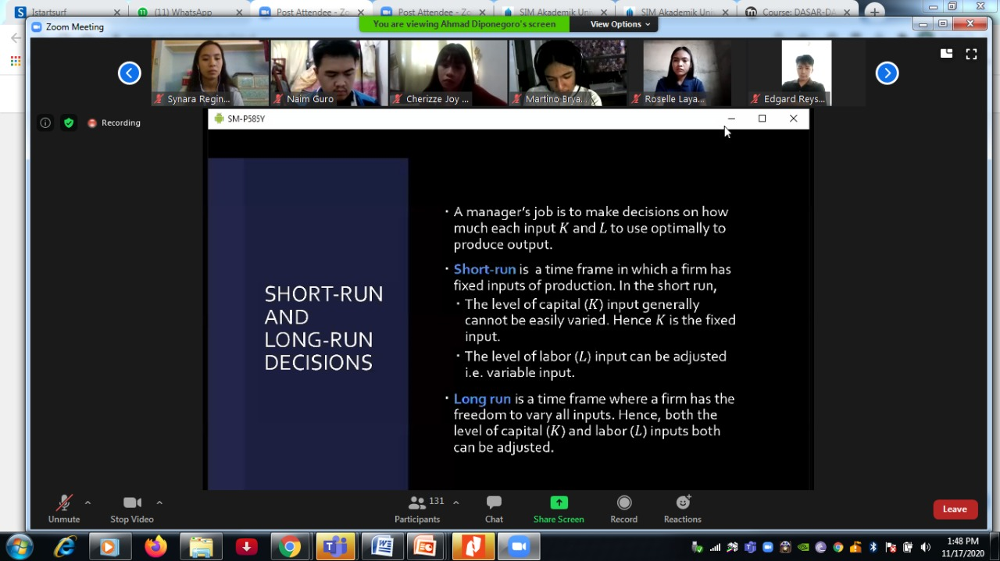 Istartsurf
(11) WhatsApp
Post Attendee - Zo
Post Attendee - Zo
SIM Akademik Uni
SIM Akademik Uni
Course: DASAR-DA
Zoom Meeting
You are viewing Ahmad Diponegoro's screen
View Options
Synara Regin...
Naim Guro
Cherizze Joy ...
Martino Brya...
Roselle Laya...
Edgard Reys...
Recording
SM-P585Y
SHORT-RUN
AND
LONG-RUN
DECISIONS
• A manager's job is to make decisions on how
much each input K and L to use optimally to
produce output.
• Short-run is a time frame in which a firm has
fixed inputs of production. In the short run,
• The level of capital (K) input generally
cannot be easily varied. Hence K is the fixed
input.
• The level of labor (L) input can be adjusted
i.e. variable input.
• Long run is a time frame where a firm has the
freedom to vary all inputs. Hence, both the
level of capital (K) and labor (L) inputs both
can be adjusted.
Unmute
Stop Video
131
Participants
Chat
Share Screen
Record
Reactions
Leave
1:48 PM
11/17/2020